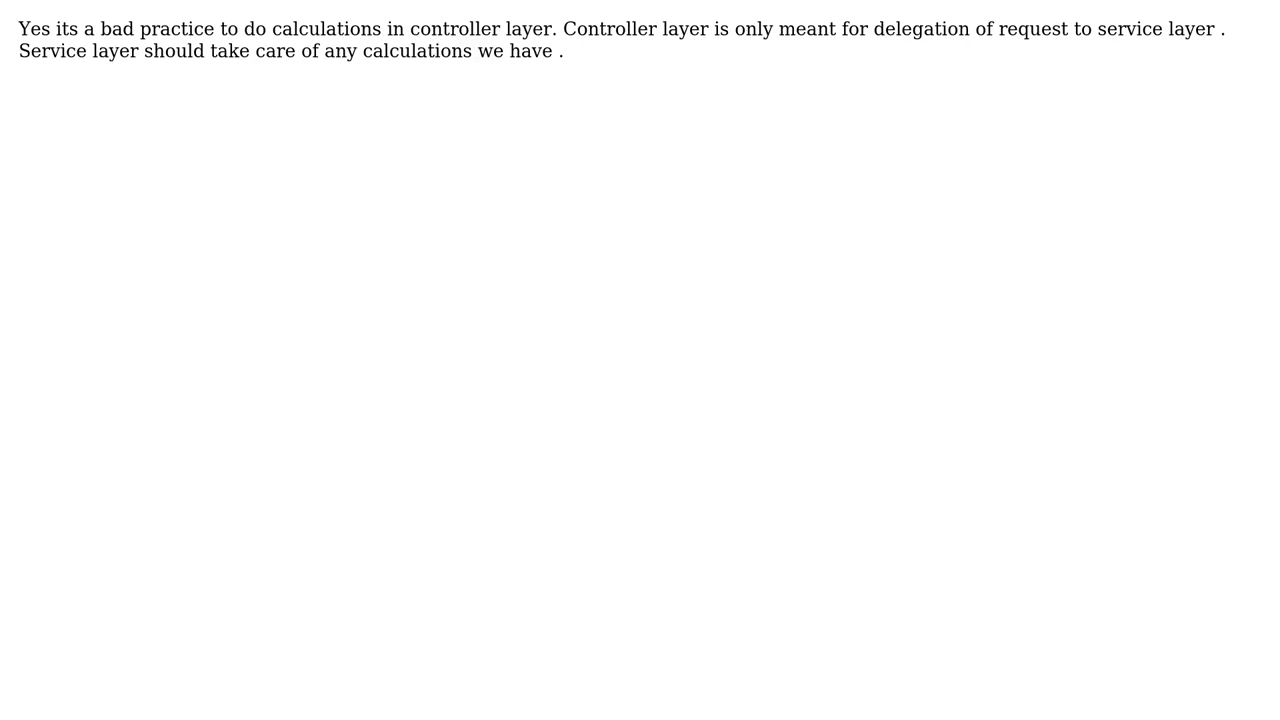 Yes its a bad practice to do calculations in controller layer. Controller layer is only meant for delegation of request to service layer .
Service layer should take care of any calculations we have .